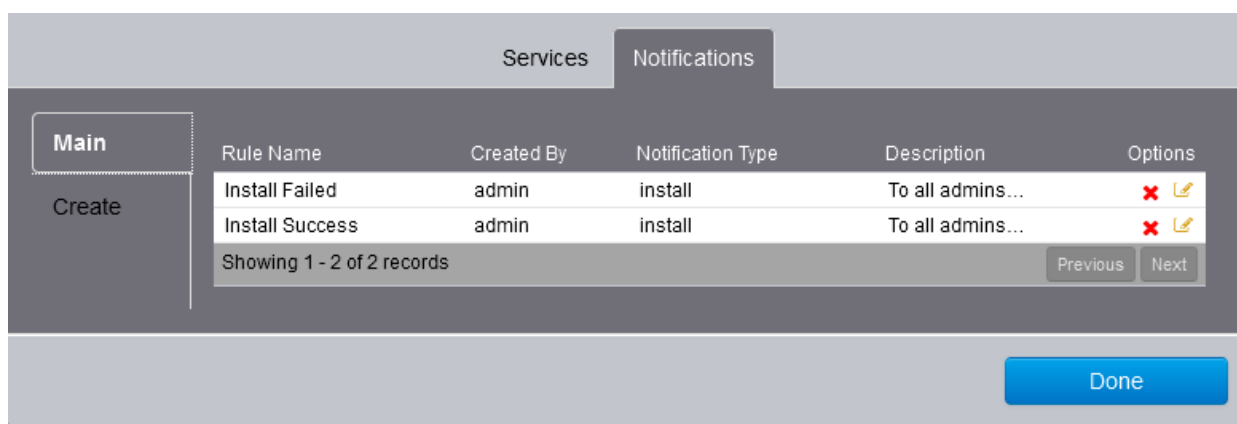 Services Notifications
Main
Rule Name Created By Notification Type Description Options
Install Failed admin install To all admins...
Create
Install Success admin install To all admins...
Showing 1 - 2 of 2 records Previous Next
Done